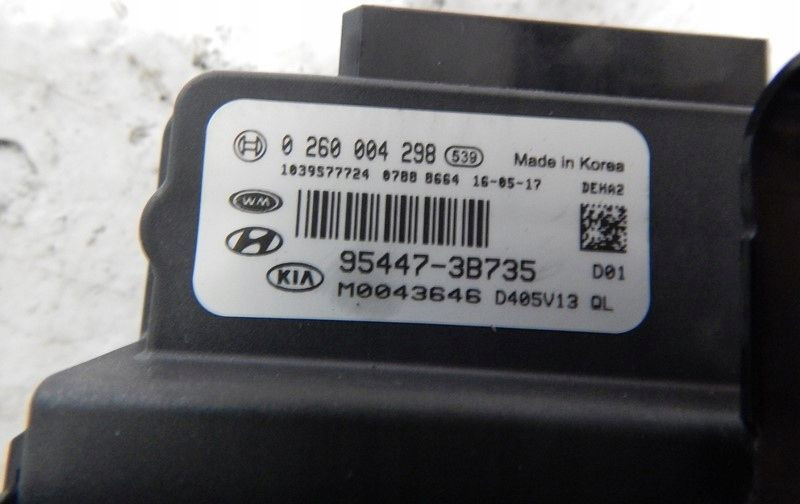 0 260 004 298 539 Made in Korea
1039577724 0788 8664 16-05-17 DEHA2
WM
95447-3B735 D01
KIA M0043646 D405V13 QL